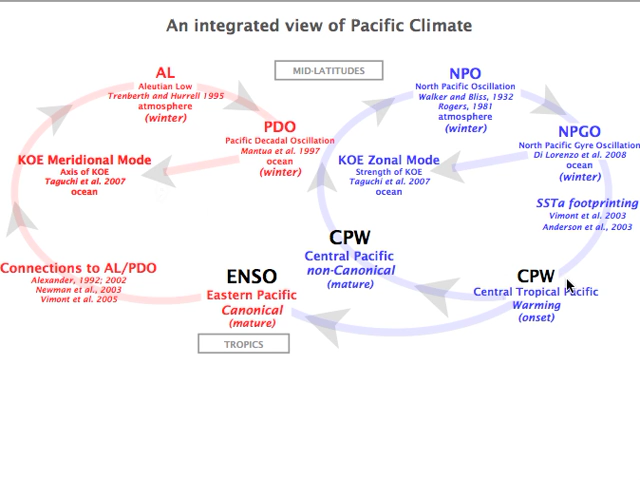 An integrated view of Pacific Climate
MID-LATITUDES
AL
Aleutian Low
Trenberth and Hurrell 1995
atmosphere
(winter)
PDO
Pacific Decadal Oscillation
Mantua et al. 1997
ocean
(winter)
KOE Meridional Mode
Axis of KOE
Taguchi et al. 2007
ocean
Connections to AL/PDO
Alexander, 1992; 2002
Newman et al., 2003
Vimont et al. 2005
ENSO
Eastern Pacific
Canonical
(mature)
TROPICS
NPO
North Pacific Oscillation
Walker and Bliss, 1932
Rogers, 1981
atmosphere
(winter)
NPGO
North Pacific Gyre Oscillation
Di Lorenzo et al. 2008
ocean
(winter)
KOE Zonal Mode
Strength of KOE
Taguchi et al. 2007
ocean
SSTa footprinting
Vimont et al. 2003
Anderson et al., 2003
CPW
Central Pacific
non-Canonical
(mature)
CPW
Central Tropical Pacific
Warming
(onset)